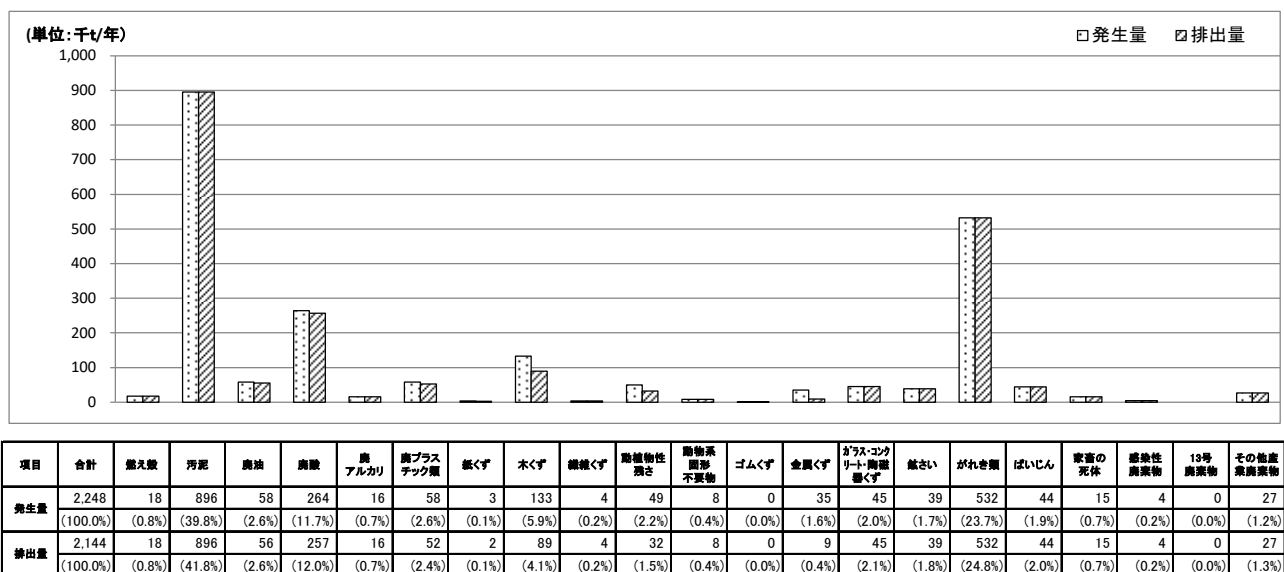 (単位:千t/年)
□発生量 □排出量
1,000
900
800
700
600
500
400
300
200
100
0
項目 合計 燃え殻 汚泥 廃油 廃酸 廃アルカリ 廃プラスチック類 紙くず 木くず 繊維くず 動植物性残さ 動物系固形不要物 ゴムくず 金属くず ガラス・コンクリート・陶磁器くず 鉱さい がれき類 ばいじん 家畜の死体 感染性廃棄物 13号廃棄物 その他産業廃棄物
発生量 2,248 18 896 58 264 16 58 3 133 4 49 8 0 35 45 39 532 44 15 4 0 27
(100.0%) (0.8%) (39.8%) (2.6%) (11.7%) (0.7%) (2.6%) (0.1%) (5.9%) (0.2%) (2.2%) (0.4%) (0.0%) (1.6%) (2.0%) (1.7%) (23.7%) (1.9%) (0.7%) (0.2%) (0.0%) (1.2%)
排出量 2,144 18 896 56 257 16 52 2 89 4 32 8 0 9 45 39 532 44 15 4 0 27
(100.0%) (0.8%) (41.8%) (2.6%) (12.0%) (0.7%) (2.4%) (0.1%) (4.1%) (0.2%) (1.5%) (0.4%) (0.0%) (0.4%) (2.1%) (1.8%) (24.8%) (2.0%) (0.7%) (0.2%) (0.0%) (1.3%)